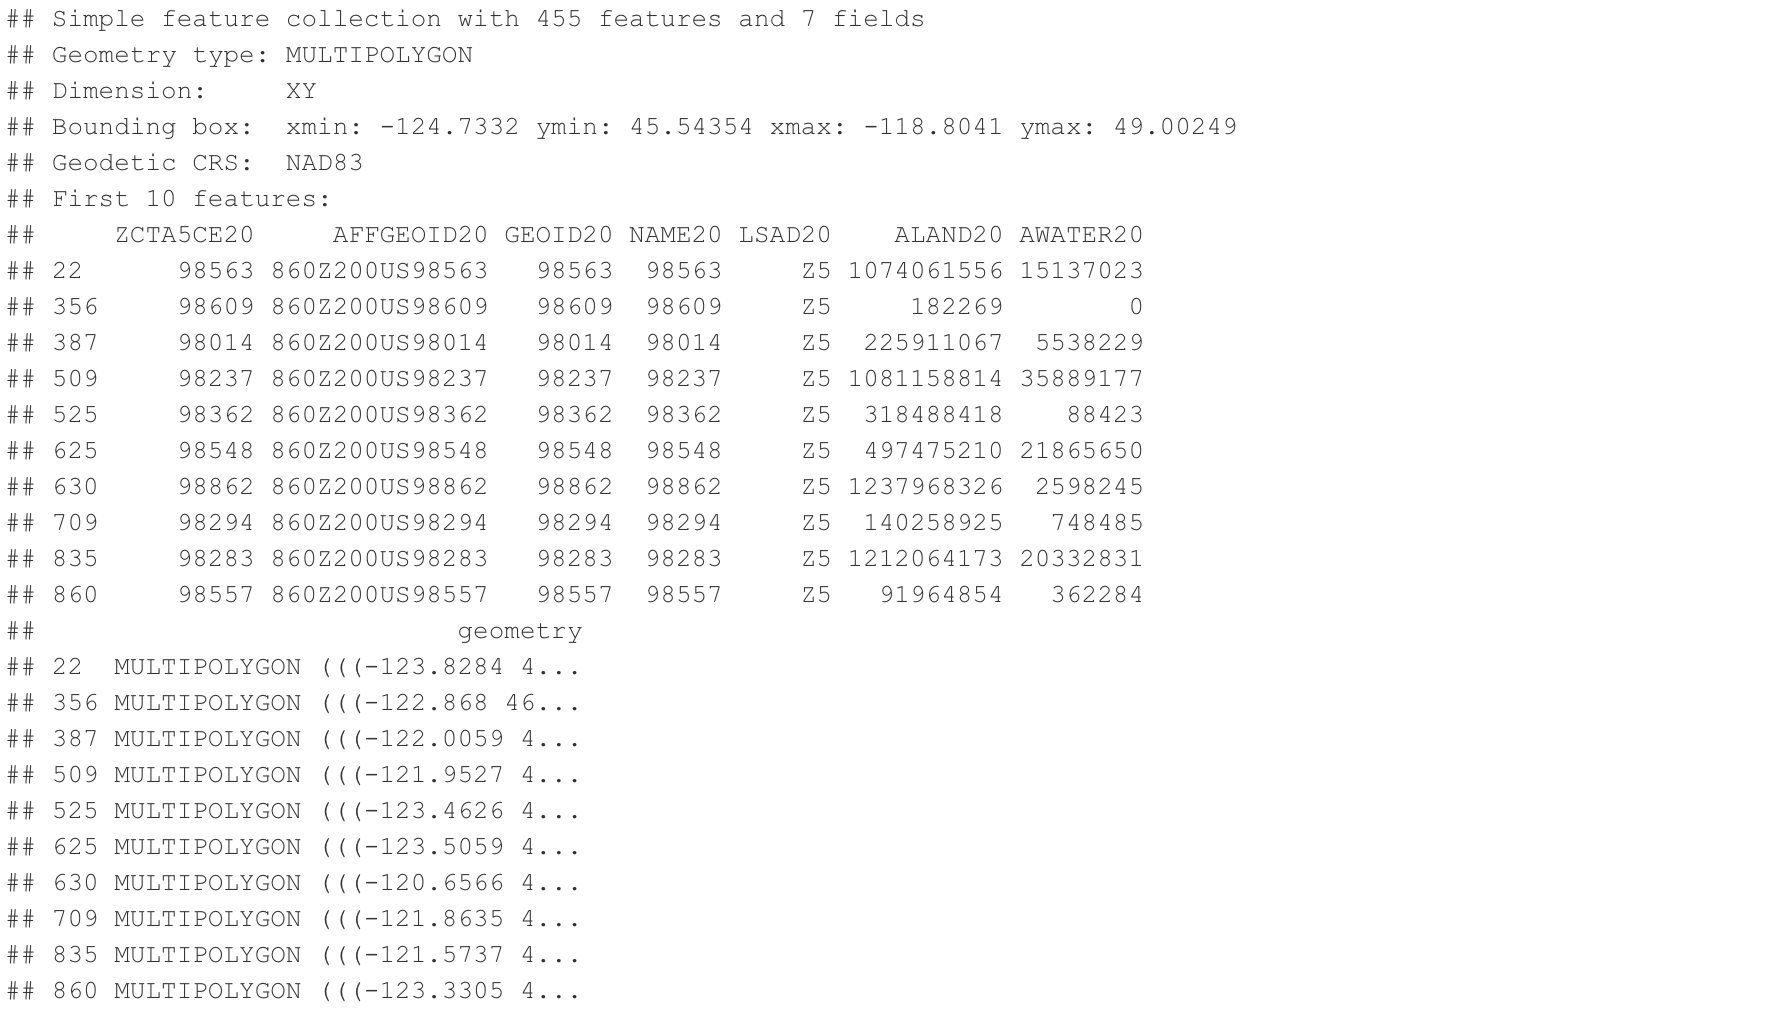 ## Simple feature collection with 455 features and 7 fields
## Geometry type: MULTIPOLYGON
## Dimension:     XY
## Bounding box:  xmin: -124.7332 ymin: 45.54354 xmax: -118.8041 ymax: 49.00249
## Geodetic CRS:  NAD83
## First 10 features:
##     ZCTA5CE20     AFFGEOID20 GEOID20 NAME20 LSAD20    ALAND20 AWATER20
## 22      98563 860Z200US98563   98563  98563     Z5 1074061556 15137023
## 356     98609 860Z200US98609   98609  98609     Z5     182269        0
## 387     98014 860Z200US98014   98014  98014     Z5  225911067  5538229
## 509     98237 860Z200US98237   98237  98237     Z5 1081158814 35889177
## 525     98362 860Z200US98362   98362  98362     Z5  318488418    88423
## 625     98548 860Z200US98548   98548  98548     Z5  497475210 21865650
## 630     98862 860Z200US98862   98862  98862     Z5 1237968326  2598245
## 709     98294 860Z200US98294   98294  98294     Z5  140258925   748485
## 835     98283 860Z200US98283   98283  98283     Z5 1212064173 20332831
## 860     98557 860Z200US98557   98557  98557     Z5   91964854   362284
##                           geometry
## 22  MULTIPOLYGON (((-123.8284 4...
## 356 MULTIPOLYGON (((-122.868 46...
## 387 MULTIPOLYGON (((-122.0059 4...
## 509 MULTIPOLYGON (((-121.9527 4...
## 525 MULTIPOLYGON (((-123.4626 4...
## 625 MULTIPOLYGON (((-123.5059 4...
## 630 MULTIPOLYGON (((-120.6566 4...
## 709 MULTIPOLYGON (((-121.8635 4...
## 835 MULTIPOLYGON (((-121.5737 4...
## 860 MULTIPOLYGON (((-123.3305 4...